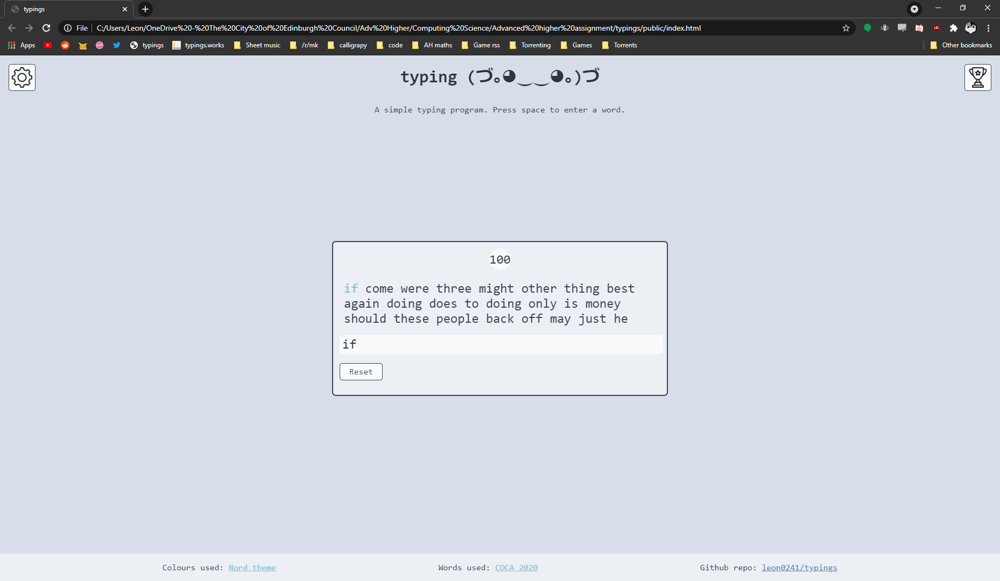 typings
File C:/Users/Leon/OneDrive%20-%20The%20City%20of%20Edinburgh%20Council/Adv%20Higher/Computing%20Science/Advanced%20higher%20assignment/typings/public/index.html
Apps typings typings.works Sheet music /r/mk calligrapy code AH maths Game rss Torrenting Games Torrents Other bookmarks
typing (づ｡◕‿‿◕｡)づ
A simple typing program. Press space to enter a word.
100
if come were three might other thing best
again doing does to doing only is money
should these people back off may just he
if
Reset
Colours used: Nord theme Words used: COCA 2020 Github repo: leon0241/typings